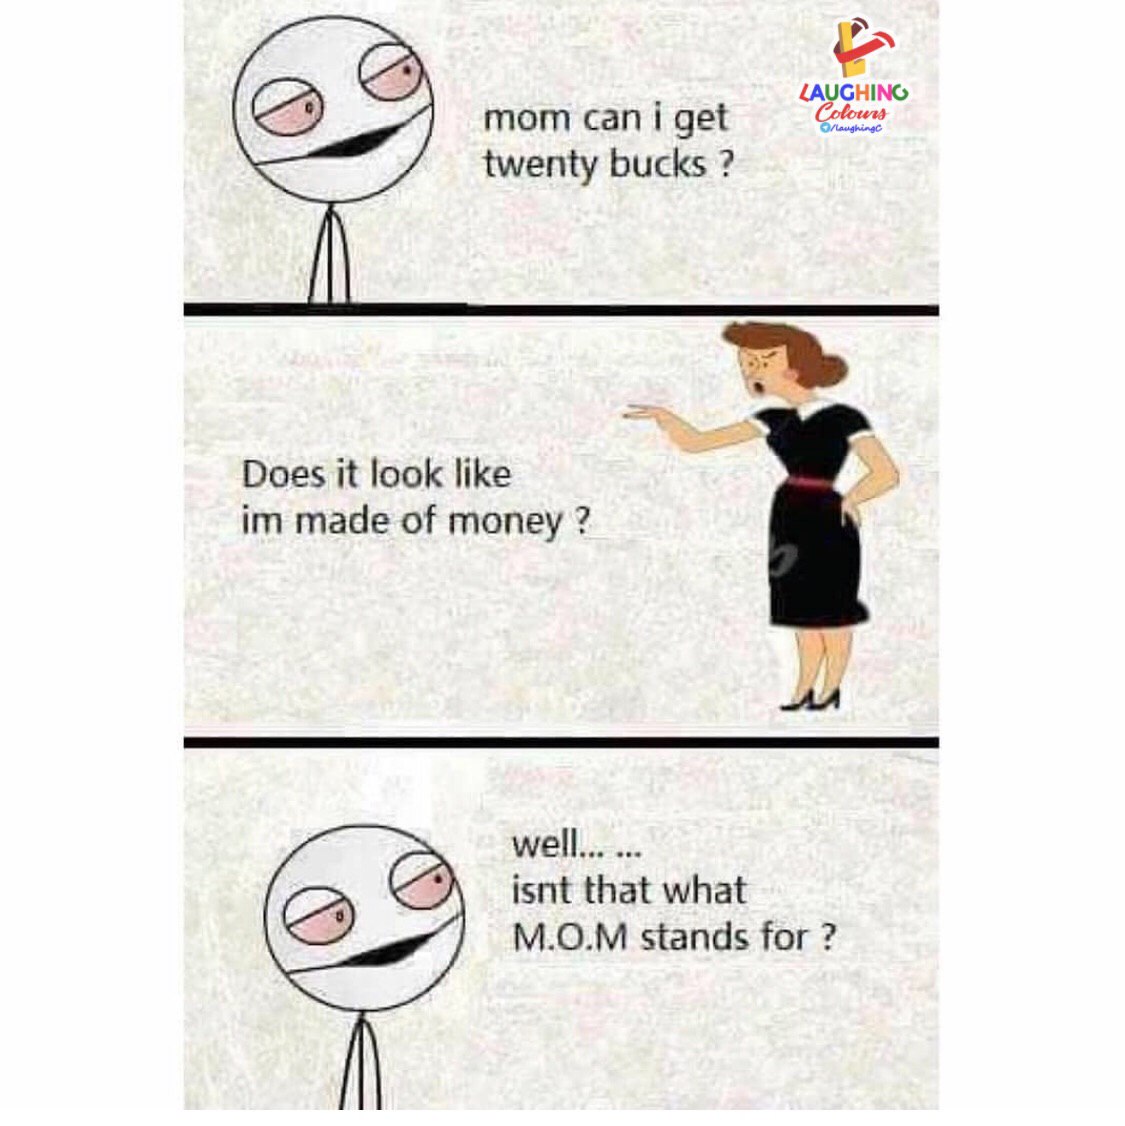 LAUGHING
Colours
/laughingC
mom can i get
twenty bucks ?
Does it look like
im made of money ?
well... ...
isnt that what
M.O.M stands for ?